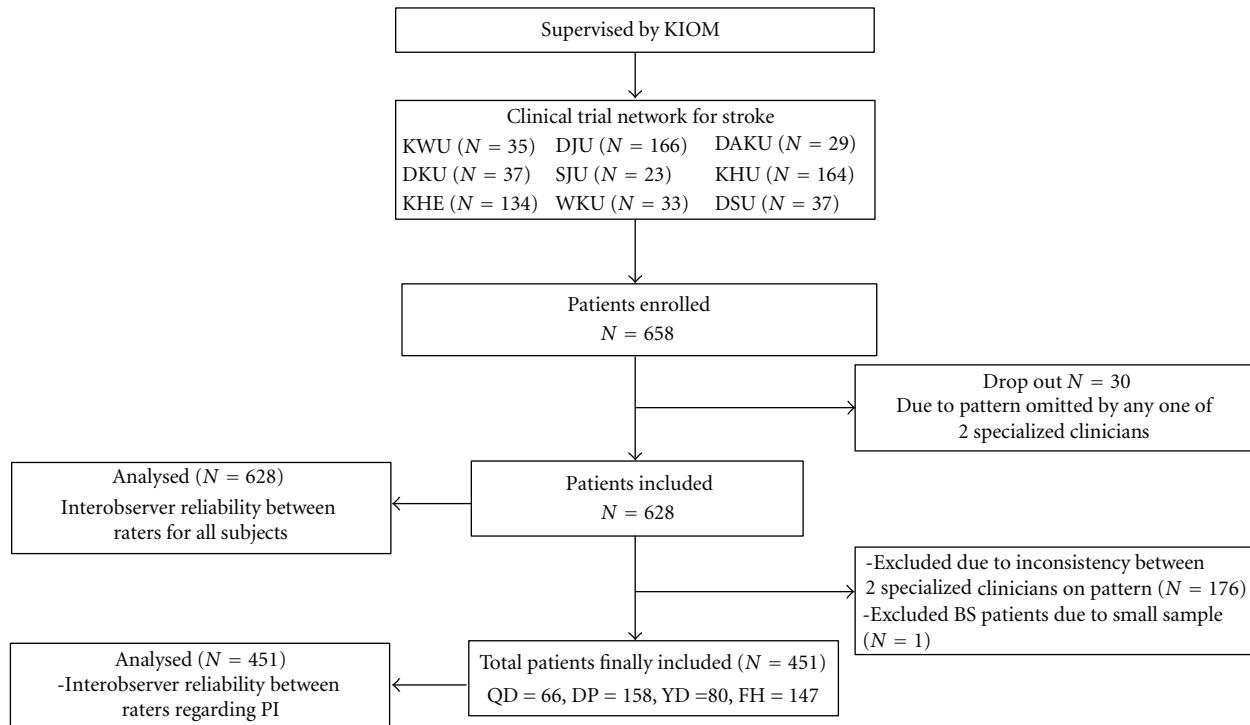 Supervised by KIOM
Clinical trial network for stroke
KWU (N = 35) DJU (N = 166) DAKU (N = 29)
DKU (N = 37) SJU (N = 23) KHU (N = 164)
KHE (N = 134) WKU (N = 33) DSU (N = 37)
Patients enrolled
N = 658
Drop out N = 30
Due to pattern omitted by any one of
2 specialized clinicians
Analysed (N = 628)
Interobserver reliability between
raters for all subjects
Patients included
N = 628
-Excluded due to inconsistency between
2 specialized clinicians on pattern (N = 176)
-Excluded BS patients due to small sample
(N = 1)
Analysed (N = 451)
-Interobserver reliability between
raters regarding PI
Total patients finally included (N = 451)
QD = 66, DP = 158, YD =80, FH = 147